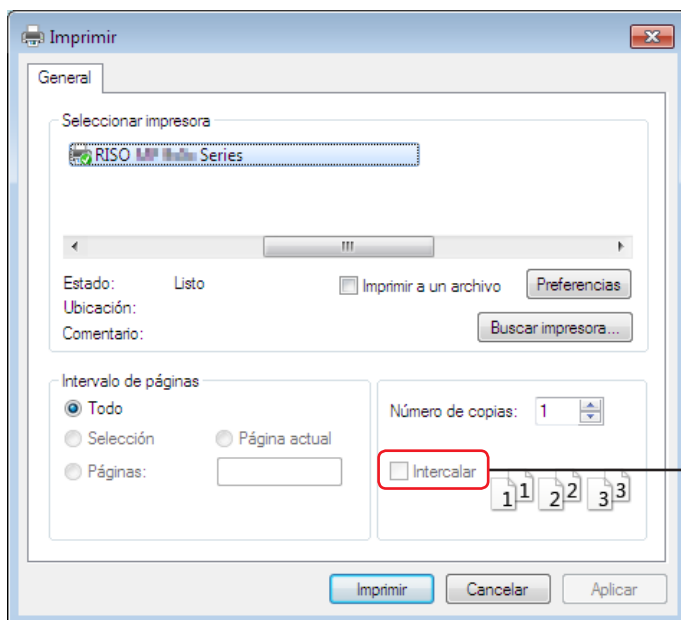 Imprimir
General
Seleccionar impresora
RISO Series
Estado: Listo
Imprimir a un archivo
Preferencias
Ubicación:
Comentario:
Buscar impresora...
Intervalo de páginas
Todo
Selección
Página actual
Páginas:
Número de copias: 1
Intercalar
1 1 2 2 3 3
Imprimir
Cancelar
Aplicar